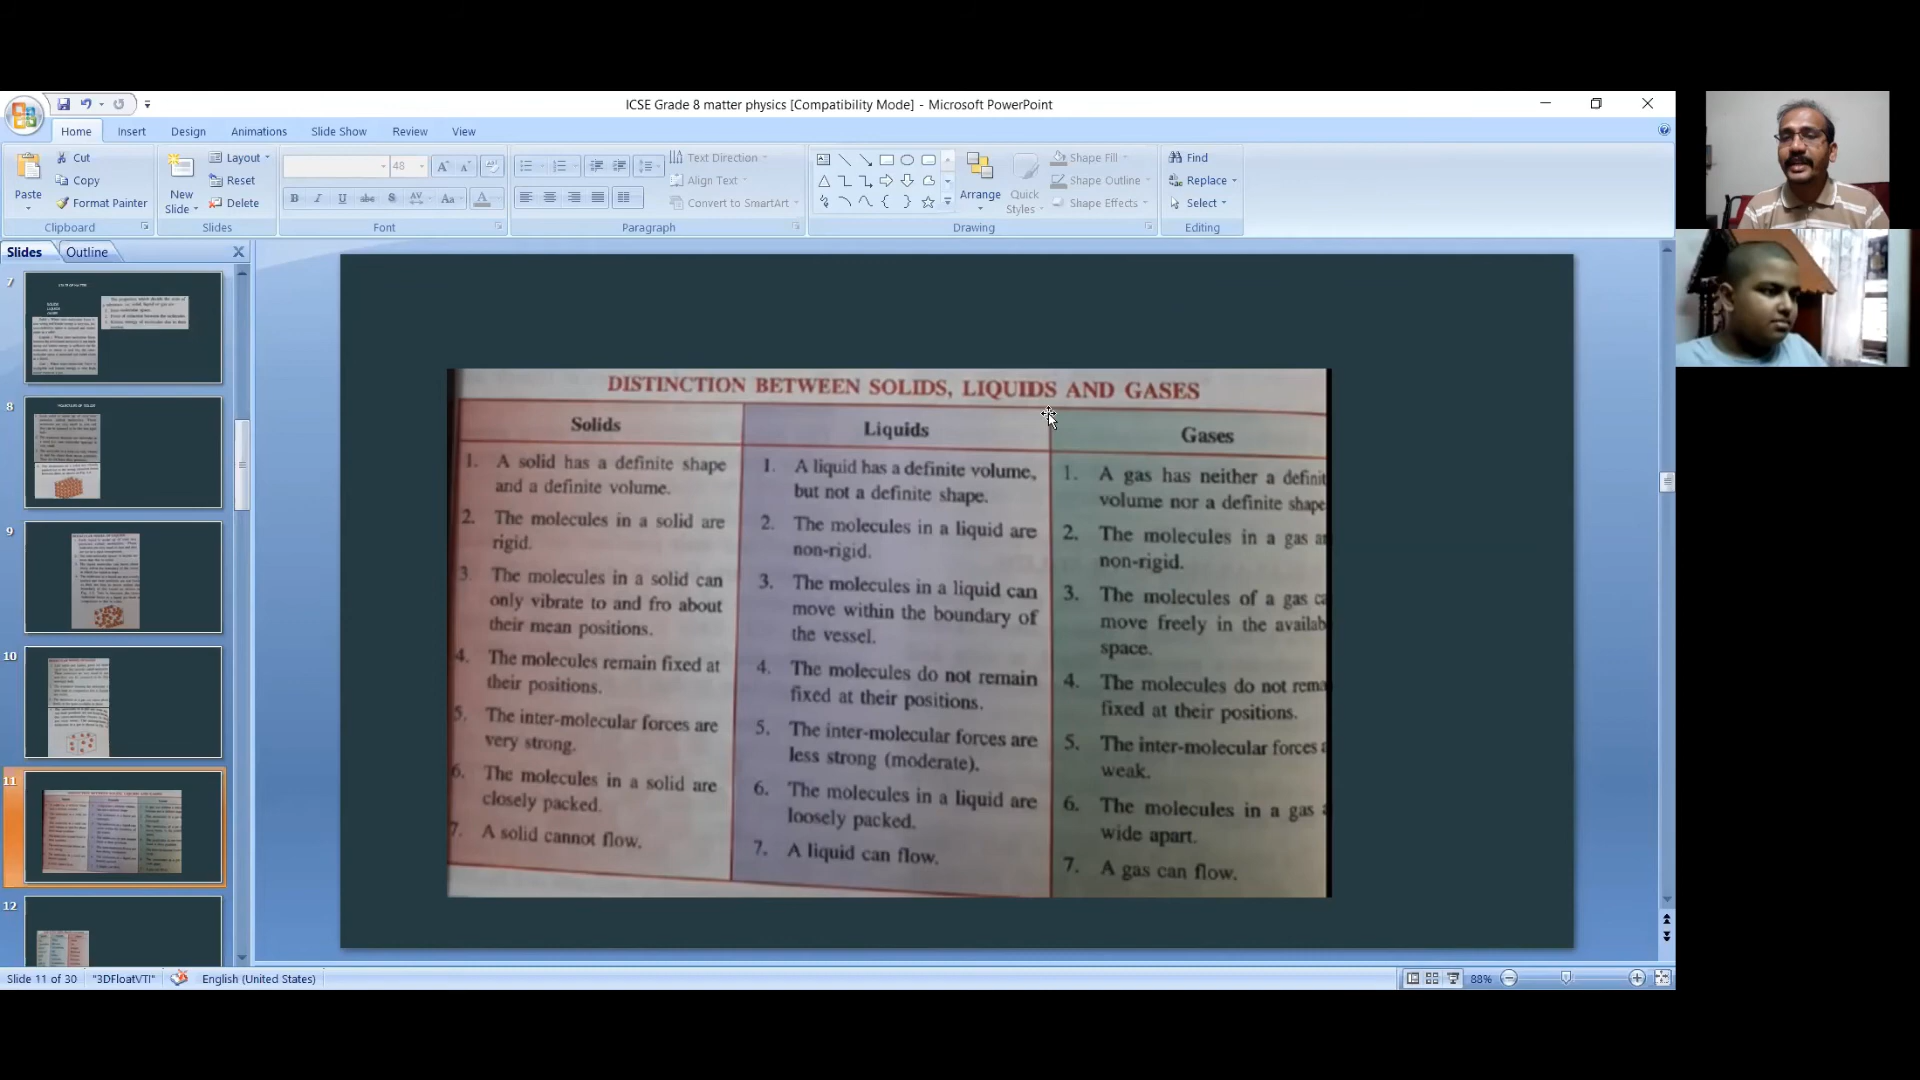 ICSE Grade 8 matter physics [Compatibility Mode] - Microsoft PowerPoint
Home Insert Design Animations Slide Show Review View
Paste
Cut
Copy
Format Painter
Clipboard
New
Slide
Layout
Reset
Delete
Slides
48
Font
Paragraph
Text Direction
Align Text
Convert to SmartArt
Arrange
Quick
Styles
Shape Fill
Shape Outline
Shape Effects
Drawing
Find
Replace
Select
Editing
Slides Outline
7
8
9
10
11
12
DISTINCTION BETWEEN SOLIDS, LIQUIDS AND GASES
Solids
1. A solid has a definite shape
and a definite volume.
2. The molecules in a solid are
rigid.
3. The molecules in a solid can
only vibrate to and fro about
their mean positions.
4. The molecules remain fixed at
their positions.
5. The inter-molecular forces are
very strong.
6. The molecules in a solid are
closely packed.
7. A solid cannot flow.
Liquids
1. A liquid has a definite volume,
but not a definite shape.
2. The molecules in a liquid are
non-rigid.
3. The molecules in a liquid can
move within the boundary of
the vessel.
4. The molecules do not remain
fixed at their positions.
5. The inter-molecular forces are
less strong (moderate).
6. The molecules in a liquid are
loosely packed.
7. A liquid can flow.
Gases
1. A gas has neither a definit
volume nor a definite shape
2. The molecules in a gas a
non-rigid.
3. The molecules of a gas ca
move freely in the availab
space.
4. The molecules do not rema
fixed at their positions.
5. The inter-molecular forces a
weak.
6. The molecules in a gas a
wide apart.
7. A gas can flow.
Slide 11 of 30 "3DFloatVTI" English (United States) 88%